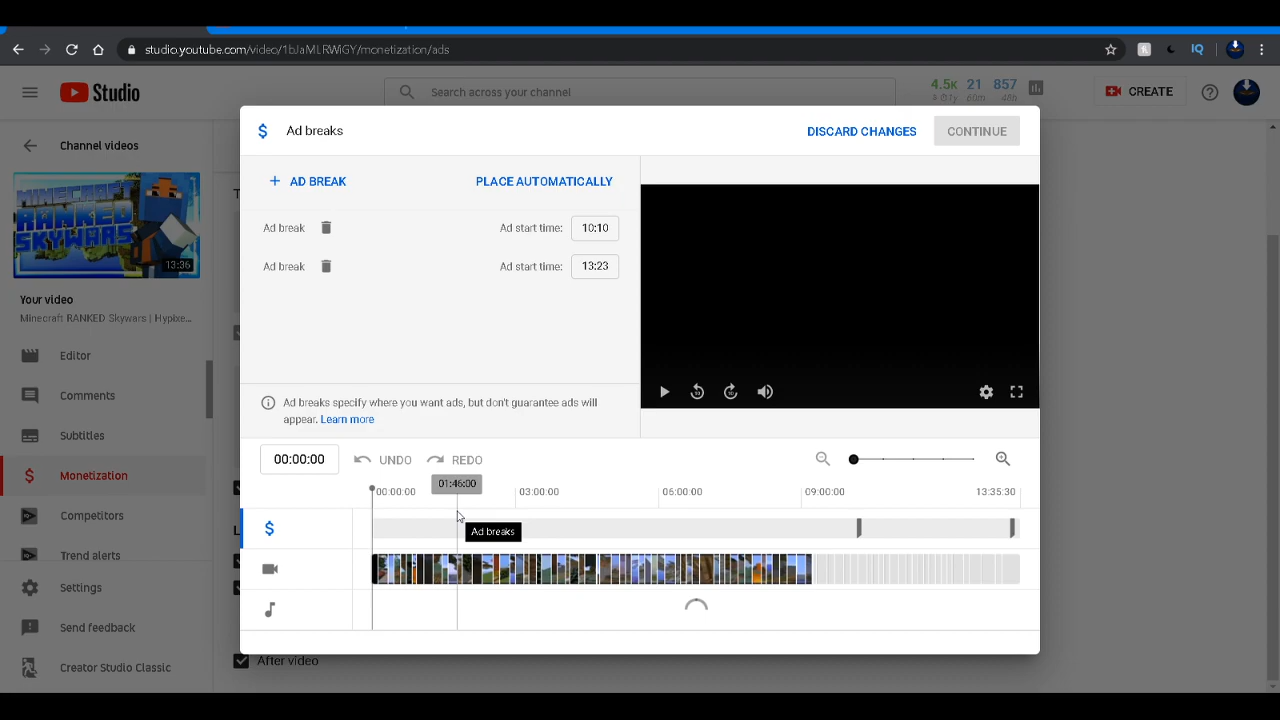 studio.youtube.com/video/1bJaMLRWiGY/monetization/ads
IQ
Studio
Search across your channel
4.5K 21 857
60m 48h
CREATE
Ad breaks
DISCARD CHANGES
CONTINUE
Channel videos
MINECRAFT
RANKED
SKYWARS
13:36
Your video
Minecraft RANKED Skywars | Hypixe...
Editor
Comments
Subtitles
Monetization
Competitors
Trend alerts
Settings
Send feedback
Creator Studio Classic
+ AD BREAK
PLACE AUTOMATICALLY
Ad break
Ad start time: 10:10
Ad break
Ad start time: 13:23
Ad breaks specify where you want ads, but don't guarantee ads will
appear. Learn more
00:00:00
UNDO
REDO
01:46:00
00:00:00
03:00:00
06:00:00
09:00:00
13:35:30
Ad breaks
After video